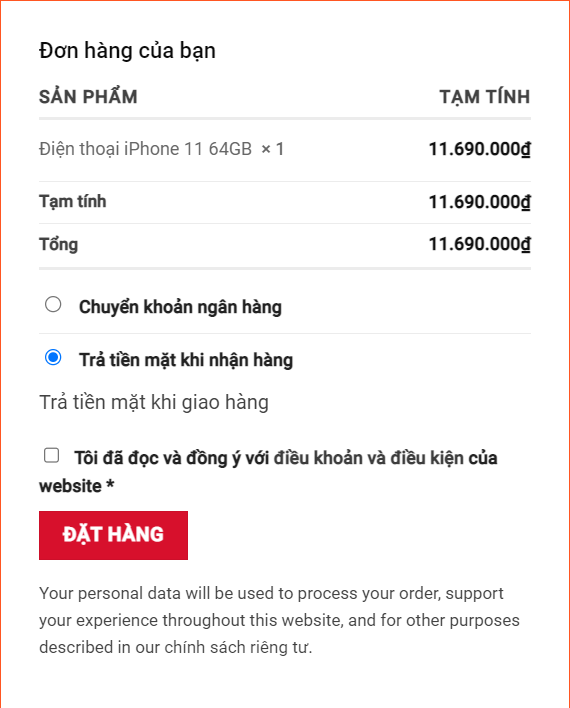 Đơn hàng của bạn
SẢN PHẨM TẠM TÍNH
Điện thoại iPhone 11 64GB × 1 11.690.000₫
Tạm tính 11.690.000₫
Tổng 11.690.000₫
Chuyển khoản ngân hàng
Trả tiền mặt khi nhận hàng
Trả tiền mặt khi giao hàng
Tôi đã đọc và đồng ý với điều khoản và điều kiện của
website *
ĐẶT HÀNG
Your personal data will be used to process your order, support
your experience throughout this website, and for other purposes
described in our chính sách riêng tư.